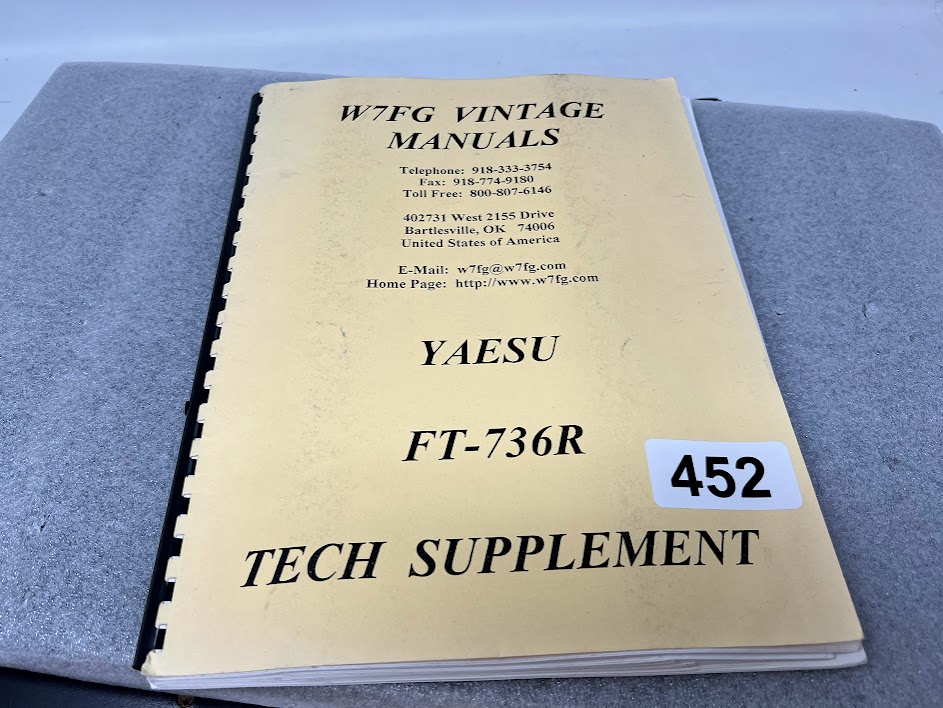 W7FG VINTAGE
MANUALS
Telephone: 918-333-3754
Fax: 918-774-9180
Toll Free: 800-807-6146
402731 West 2155 Drive
Bartlesville, OK 74006
United States of America
E-Mail: w7fg@w7fg.com
Home Page: http://www.w7fg.com
YAESU
FT-736R
452
TECH SUPPLEMENT